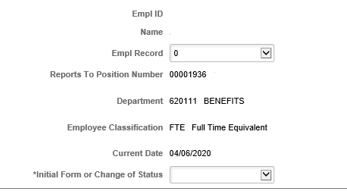 Empl ID
Name
Empl Record 0
Reports To Position Number 00001936
Department 620111 BENEFITS
Employee Classification FTE Full Time Equivalent
Current Date 04/06/2020
*Initial Form or Change of Status